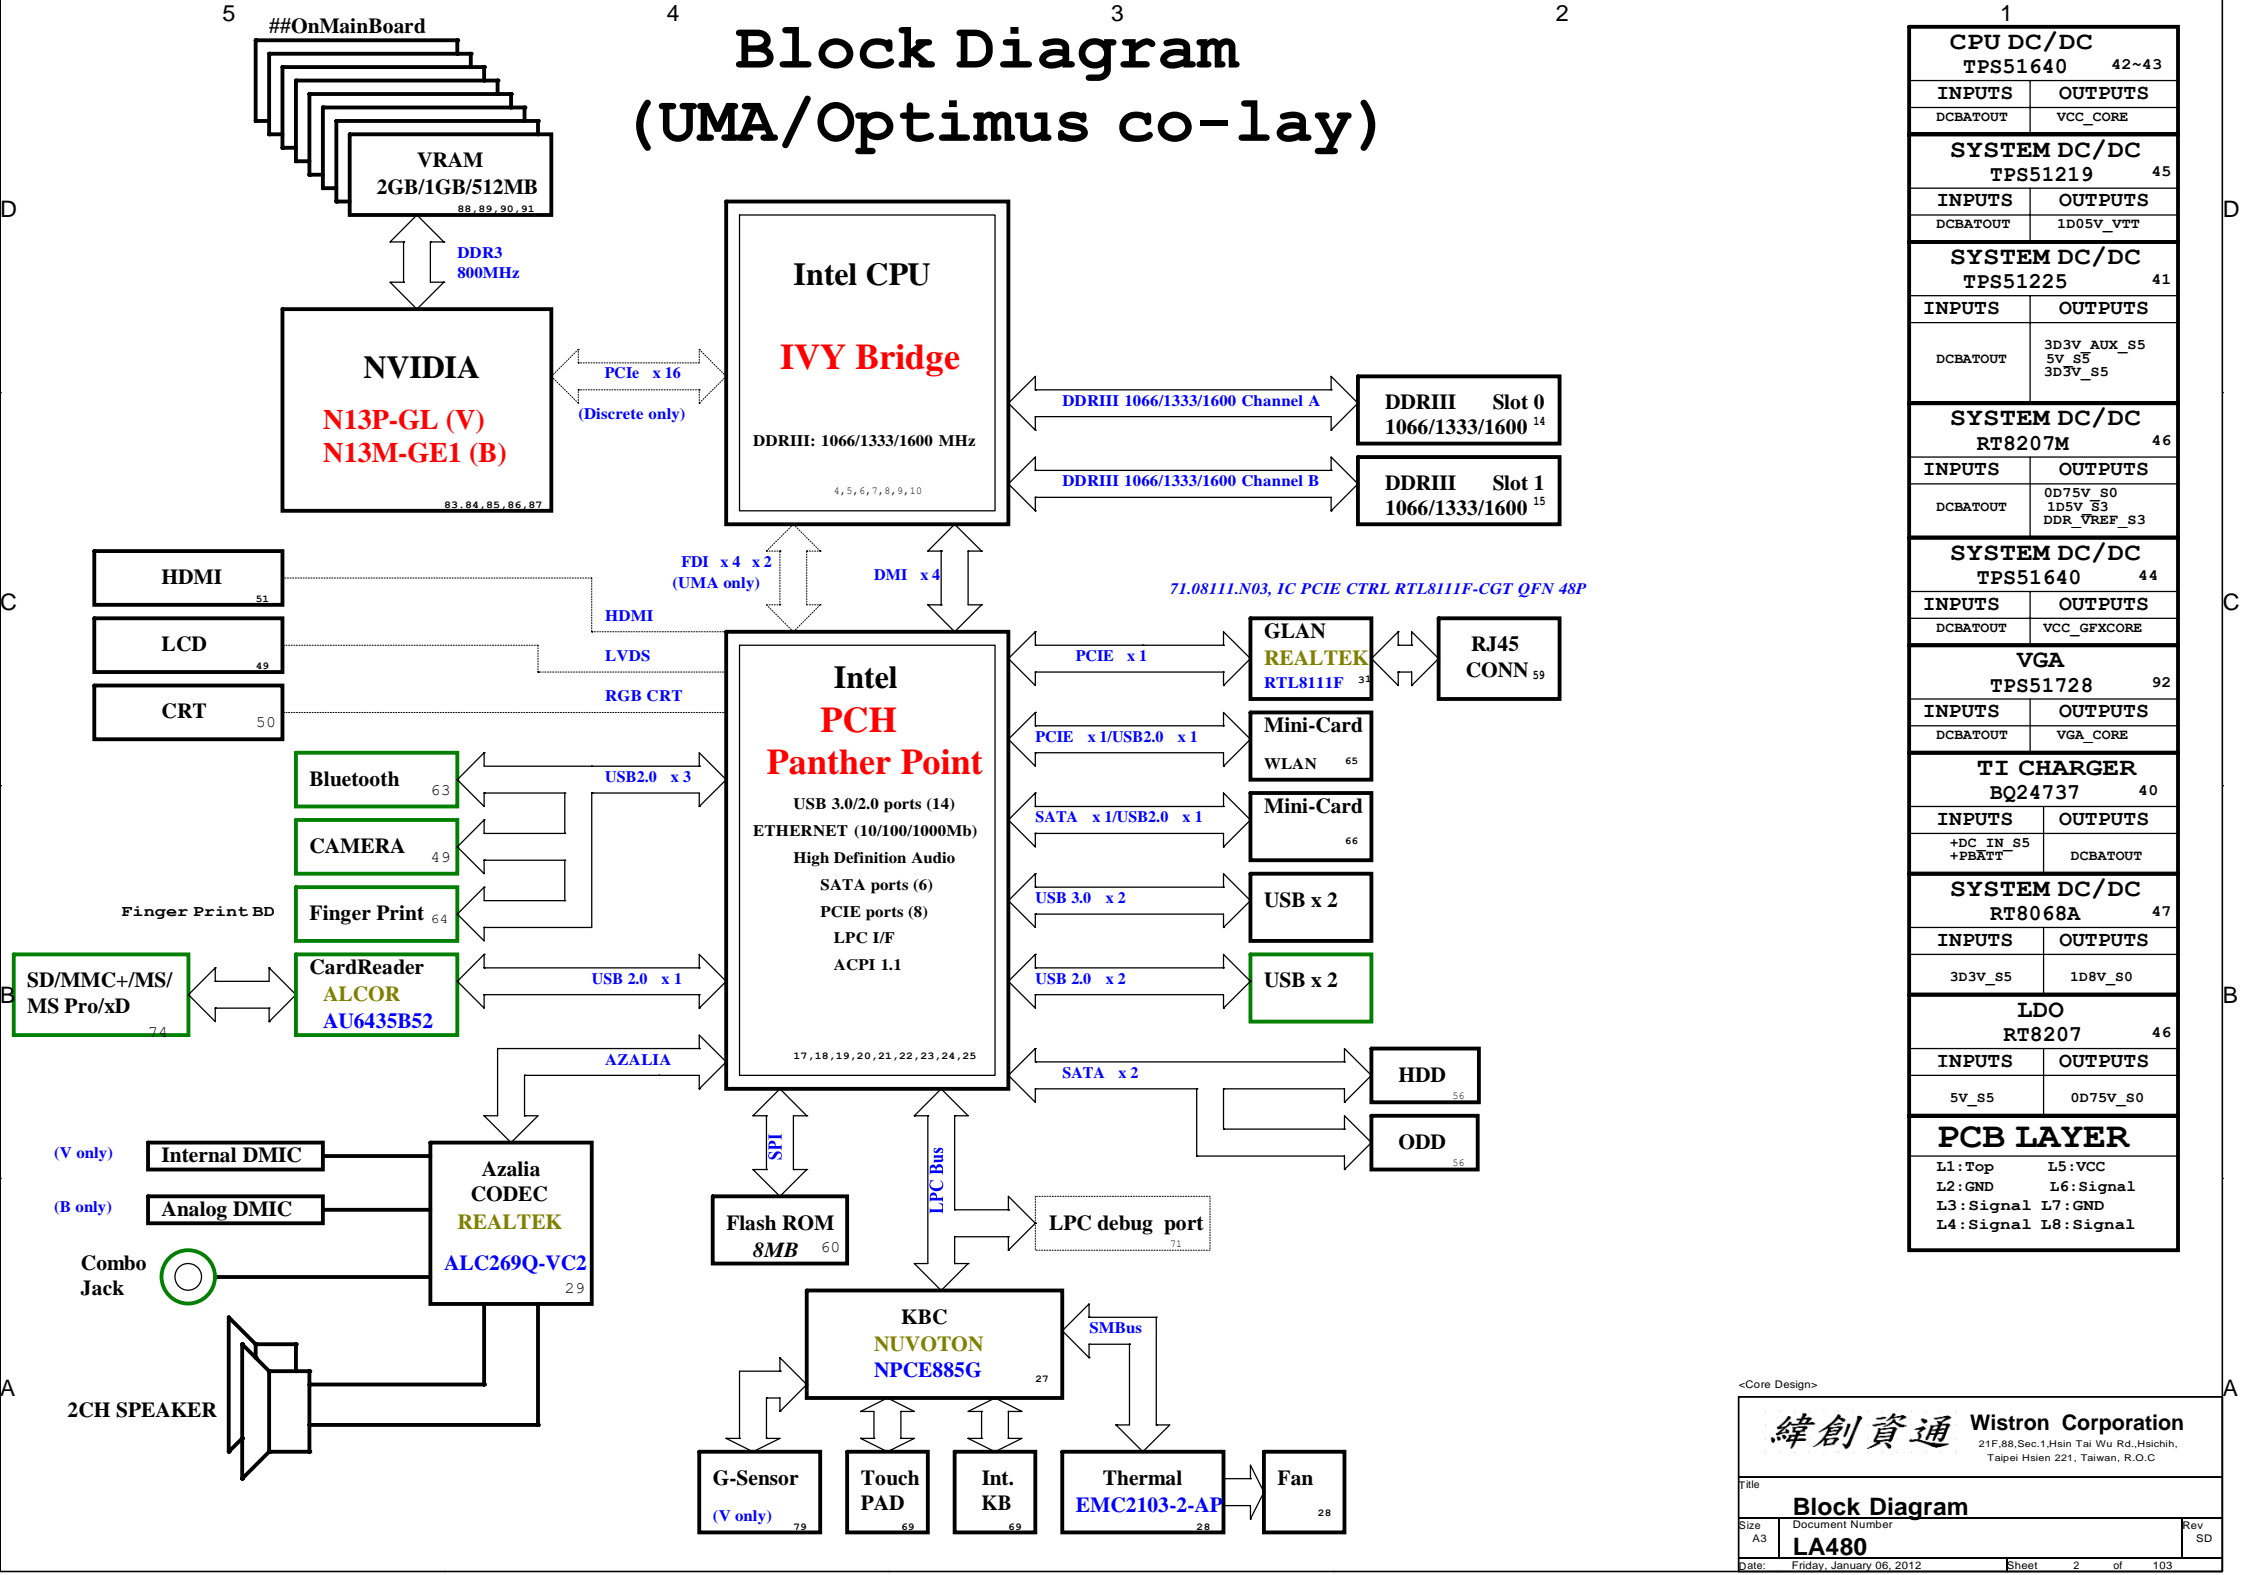 5
4
3
2
1
##OnMainBoard
Block Diagram
(UMA/Optimus co-lay)
VRAM
2GB/1GB/512MB
88,89,90,91
DDR3
800MHz
NVIDIA
N13P-GL (V)
N13M-GE1 (B)
83.84,85,86,87
PCIe x 16
(Discrete only)
Intel CPU
IVY Bridge
DDRIII: 1066/1333/1600 MHz
4,5,6,7,8,9,10
DDRIII 1066/1333/1600 Channel A
DDRIII Slot 0
1066/1333/1600 14
DDRIII 1066/1333/1600 Channel B
DDRIII Slot 1
1066/1333/1600 15
FDI x 4 x 2
(UMA only)
DMI x 4
HDMI
51
LCD
49
CRT
50
HDMI
LVDS
RGB CRT
Bluetooth
63
CAMERA
49
Finger Print BD
Finger Print 64
USB2.0 x 3
SD/MMC+/MS/
MS Pro/xD
74
CardReader
ALCOR
AU6435B52
USB 2.0 x 1
AZALIA
Intel
PCH
Panther Point
USB 3.0/2.0 ports (14)
ETHERNET (10/100/1000Mb)
High Definition Audio
SATA ports (6)
PCIE ports (8)
LPC I/F
ACPI 1.1
17,18,19,20,21,22,23,24,25
71.08111.N03, IC PCIE CTRL RTL8111F-CGT QFN 48P
PCIE x 1
GLAN
REALTEK
RTL8111F 31
RJ45
CONN 59
PCIE x 1/USB2.0 x 1
Mini-Card
WLAN 65
SATA x 1/USB2.0 x 1
Mini-Card
66
USB 3.0 x 2
USB x 2
USB 2.0 x 2
USB x 2
SATA x 2
HDD
56
ODD
56
(V only)
Internal DMIC
(B only)
Analog DMIC
Combo
Jack
2CH SPEAKER
Azalia
CODEC
REALTEK
ALC269Q-VC2
29
SPI
Flash ROM
8MB 60
LPC Bus
LPC debug port
71
KBC
NUVOTON
NPCE885G
27
SMBus
G-Sensor
(V only)
79
Touch
PAD
69
Int.
KB
69
Thermal
EMC2103-2-AP
28
Fan
28
CPU DC/DC
TPS51640 42~43
INPUTS OUTPUTS
DCBATOUT VCC_CORE
SYSTEM DC/DC
TPS51219 45
INPUTS OUTPUTS
DCBATOUT 1D05V_VTT
SYSTEM DC/DC
TPS51225 41
INPUTS OUTPUTS
DCBATOUT
3D3V_AUX_S5
5V_S5
3D3V_S5
SYSTEM DC/DC
RT8207M 46
INPUTS OUTPUTS
DCBATOUT
0D75V_S0
1D5V_S3
DDR_VREF_S3
SYSTEM DC/DC
TPS51640 44
INPUTS OUTPUTS
DCBATOUT VCC_GFXCORE
VGA
TPS51728 92
INPUTS OUTPUTS
DCBATOUT VGA_CORE
TI CHARGER
BQ24737 40
INPUTS OUTPUTS
+DC_IN_S5
+PBATT
DCBATOUT
SYSTEM DC/DC
RT8068A 47
INPUTS OUTPUTS
3D3V_S5 1D8V_S0
LDO
RT8207 46
INPUTS OUTPUTS
5V_S5 0D75V_S0
PCB LAYER
L1:Top L5:VCC
L2:GND L6:Signal
L3:Signal L7:GND
L4:Signal L8:Signal
D
D
C
C
B
B
A
A
<Core Design>
緯創資通
Wistron Corporation
21F,88,Sec.1,Hsin Tai Wu Rd.,Hsichih,
Taipei Hsien 221, Taiwan, R.O.C
Title
Block Diagram
Size
A3
Document Number
LA480
Rev
SD
Date: Friday, January 06, 2012 Sheet 2 of 103